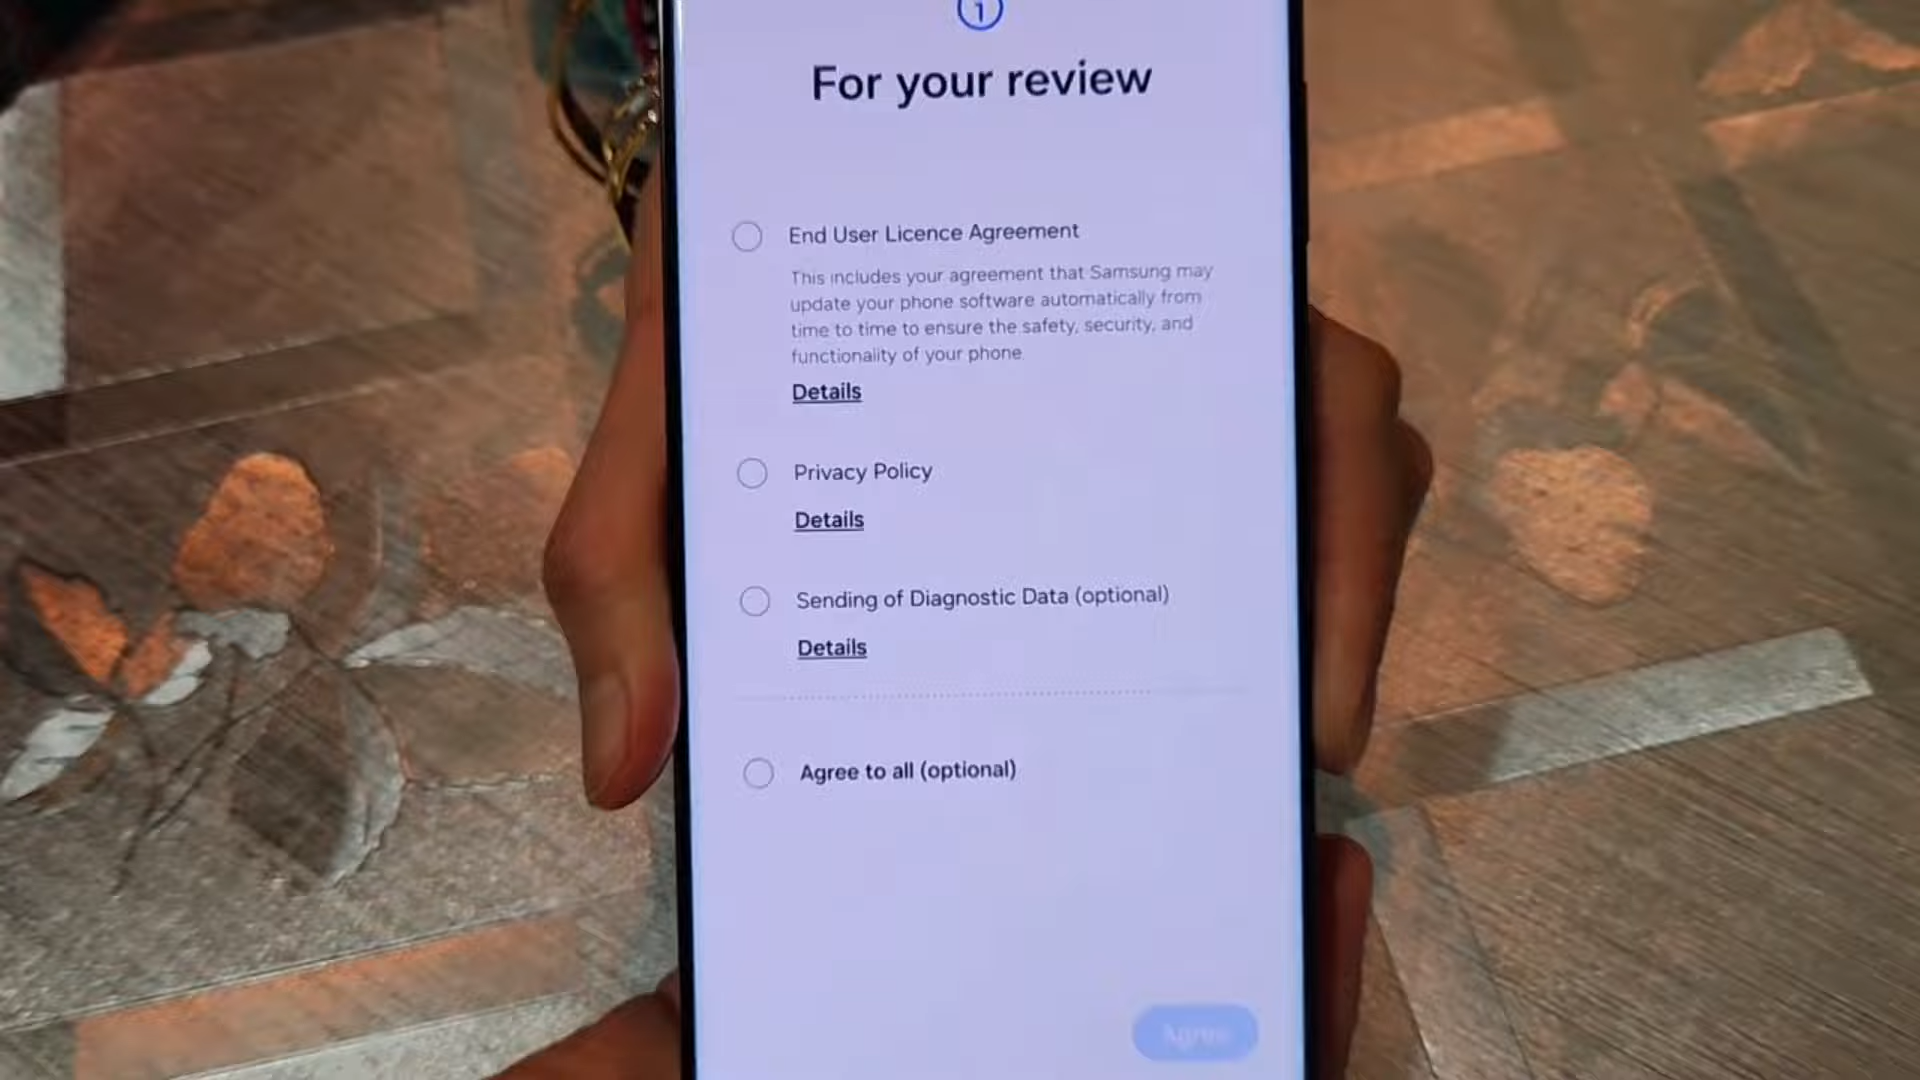 1
For your review
End User Licence Agreement
This includes your agreement that Samsung may
update your phone software automatically from
time to time to ensure the safety, security, and
functionality of your phone.
Details
Privacy Policy
Details
Sending of Diagnostic Data (optional)
Details
Agree to all (optional)
Agree